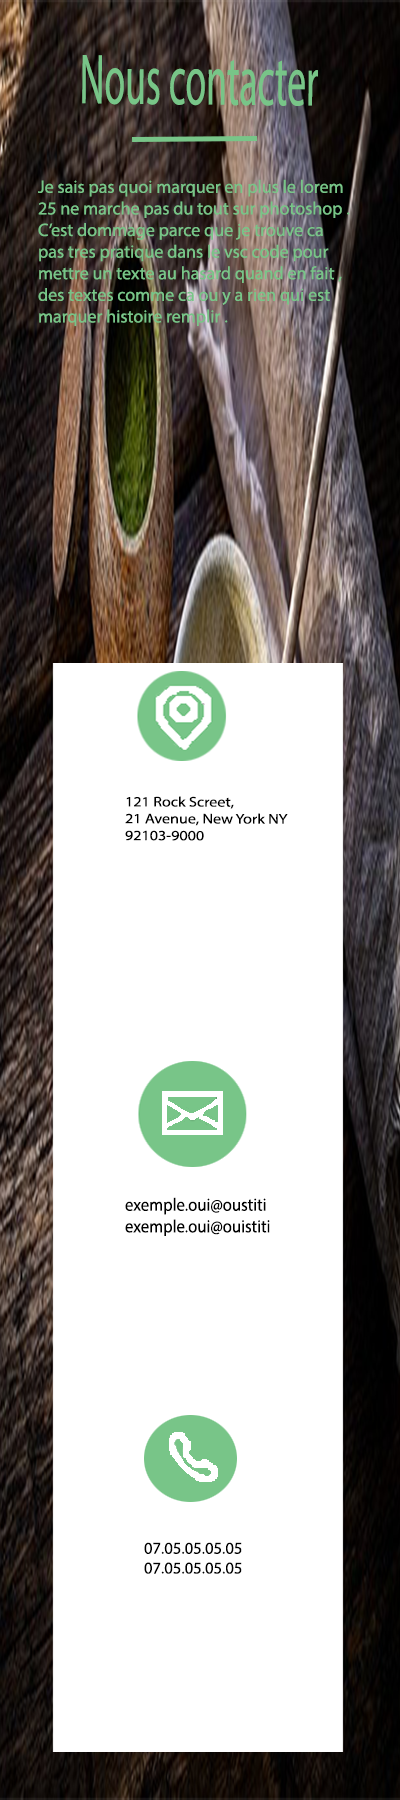 Nous contacter
Je sais pas quoi marquer en plus le lorem
25 ne marche pas du tout sur photoshop .
C'est dommage parce que je trouve ca
pas tres pratique dans le vsc code pour
mettre un texte au hasard quand en fait .
des textes comme ca ou y a rien qui est
marquer histoire remplir .
121 Rock Screet,
21 Avenue, New York NY
92103-9000
exemple.oui@oustiti
exemple.oui@ouistiti
07.05.05.05.05
07.05.05.05.05